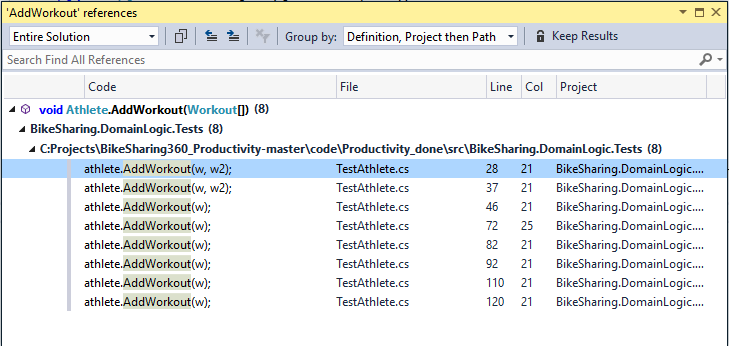 'AddWorkout' references
Entire Solution Group by: Definition, Project then Path Keep Results
Search Find All References
Code File Line Col Project
void Athlete.AddWorkout(Workout[]) (8)
BikeSharing.DomainLogic.Tests (8)
C:\Projects\BikeSharing360_Productivity-master\code\Productivity_done\src\BikeSharing.DomainLogic.Tests (8)
athlete.AddWorkout(w, w2); TestAthlete.cs 28 21 BikeSharing.DomainLogic....
athlete.AddWorkout(w, w2); TestAthlete.cs 37 21 BikeSharing.DomainLogic....
athlete.AddWorkout(w); TestAthlete.cs 46 21 BikeSharing.DomainLogic....
athlete.AddWorkout(w); TestAthlete.cs 72 25 BikeSharing.DomainLogic....
athlete.AddWorkout(w); TestAthlete.cs 82 21 BikeSharing.DomainLogic....
athlete.AddWorkout(w); TestAthlete.cs 92 21 BikeSharing.DomainLogic....
athlete.AddWorkout(w); TestAthlete.cs 110 21 BikeSharing.DomainLogic....
athlete.AddWorkout(w); TestAthlete.cs 120 21 BikeSharing.DomainLogic....